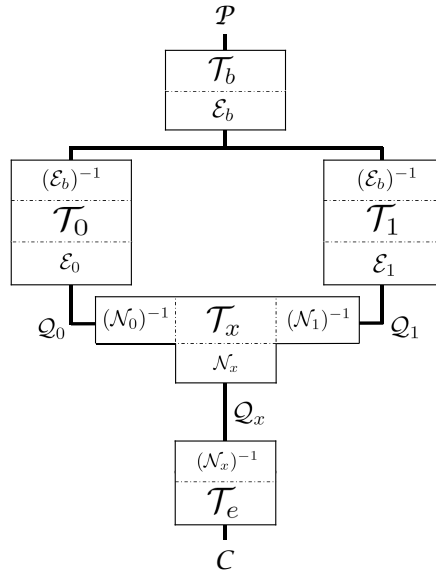 𝒫
𝒯_b
ℰ_b
(ℰ_b)⁻¹ (ℰ_b)⁻¹
𝒯_0 𝒯_1
ℰ_0 ℰ_1
𝒬_0 (𝒩_0)⁻¹ 𝒯_x (𝒩_1)⁻¹ 𝒬_1
𝒩_x
𝒬_x
(𝒩_x)⁻¹
𝒯_e
C